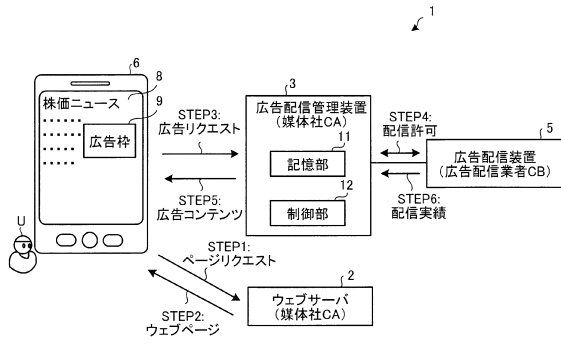 1
6
8
株価ニュース
9
広告枠
U
STEP3:
広告リクエスト
STEP5:
広告コンテンツ
3
広告配信管理装置
(媒体社CA)
11
記憶部
12
制御部
STEP4:
配信許可
STEP6:
配信実績
5
広告配信装置
(広告配信業者CB)
STEP1:
ページリクエスト
STEP2:
ウェブページ
2
ウェブサーバ
(媒体社CA)